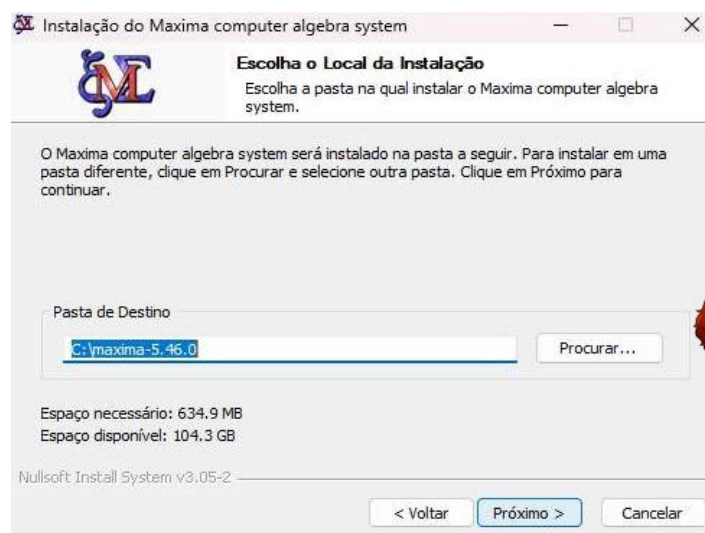 Instalação do Maxima computer algebra system
Escolha o Local da Instalação
Escolha a pasta na qual instalar o Maxima computer algebra
system.
O Maxima computer algebra system será instalado na pasta a seguir. Para instalar em uma
pasta diferente, clique em Procurar e selecione outra pasta. Clique em Próximo para
continuar.
Pasta de Destino
C:\maxima-5.46.0
Procurar...
Espaço necessário: 634.9 MB
Espaço disponível: 104.3 GB
Nullsoft Install System v3.05-2
< Voltar
Próximo >
Cancelar